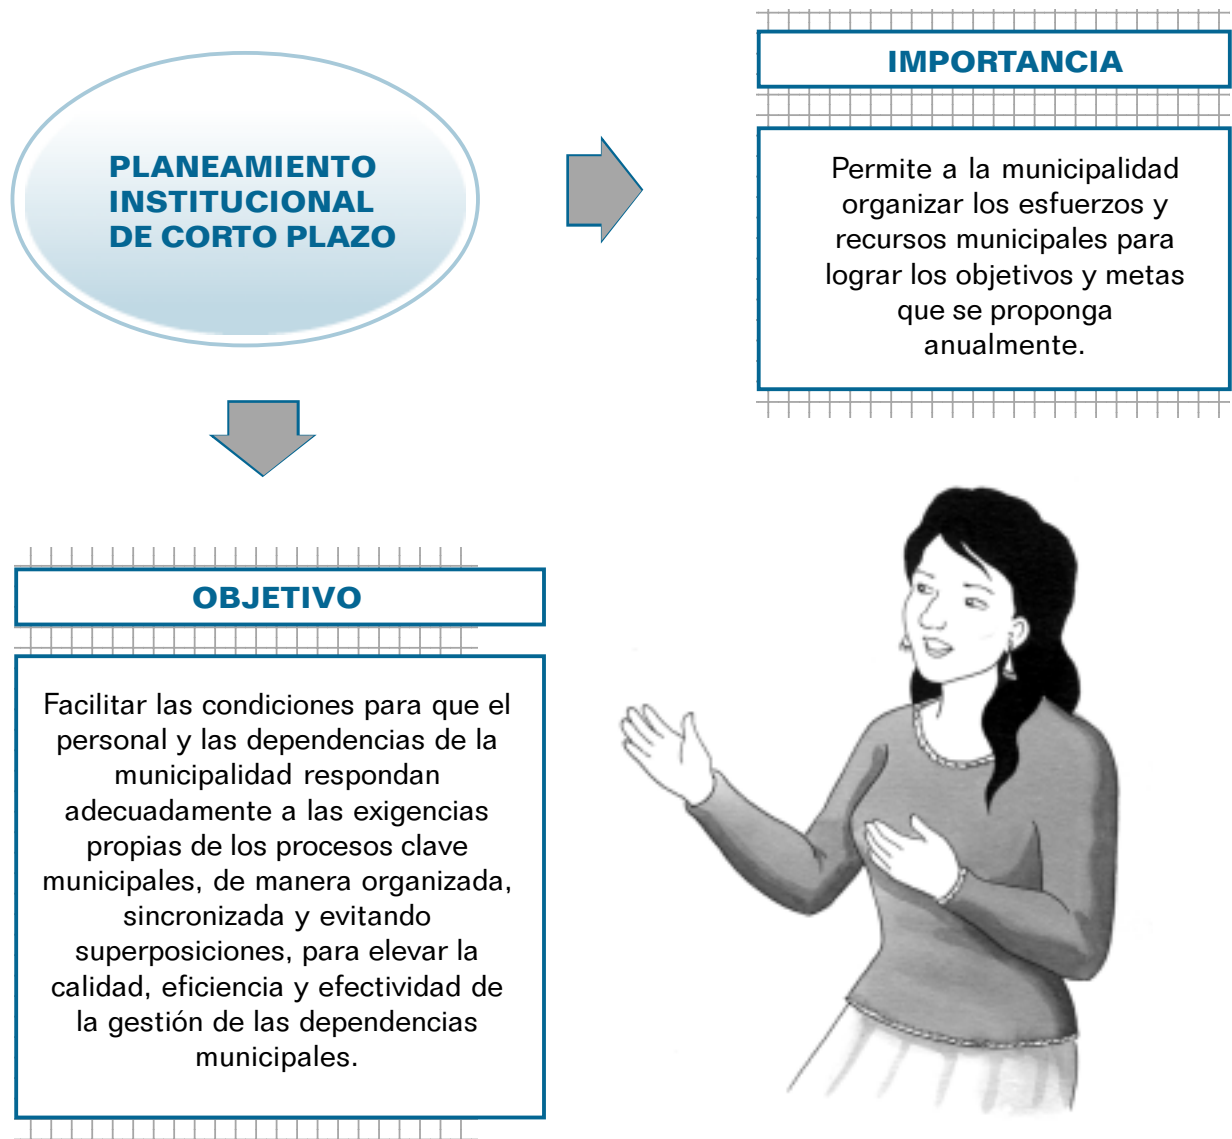 PLANEAMIENTO
INSTITUCIONAL
DE CORTO PLAZO
IMPORTANCIA
Permite a la municipalidad
organizar los esfuerzos y
recursos municipales para
lograr los objetivos y metas
que se proponga
anualmente.
OBJETIVO
Facilitar las condiciones para que el
personal y las dependencias de la
municipalidad respondan
adecuadamente a las exigencias
propias de los procesos clave
municipales, de manera organizada,
sincronizada y evitando
superposiciones, para elevar la
calidad, eficiencia y efectividad de
la gestión de las dependencias
municipales.